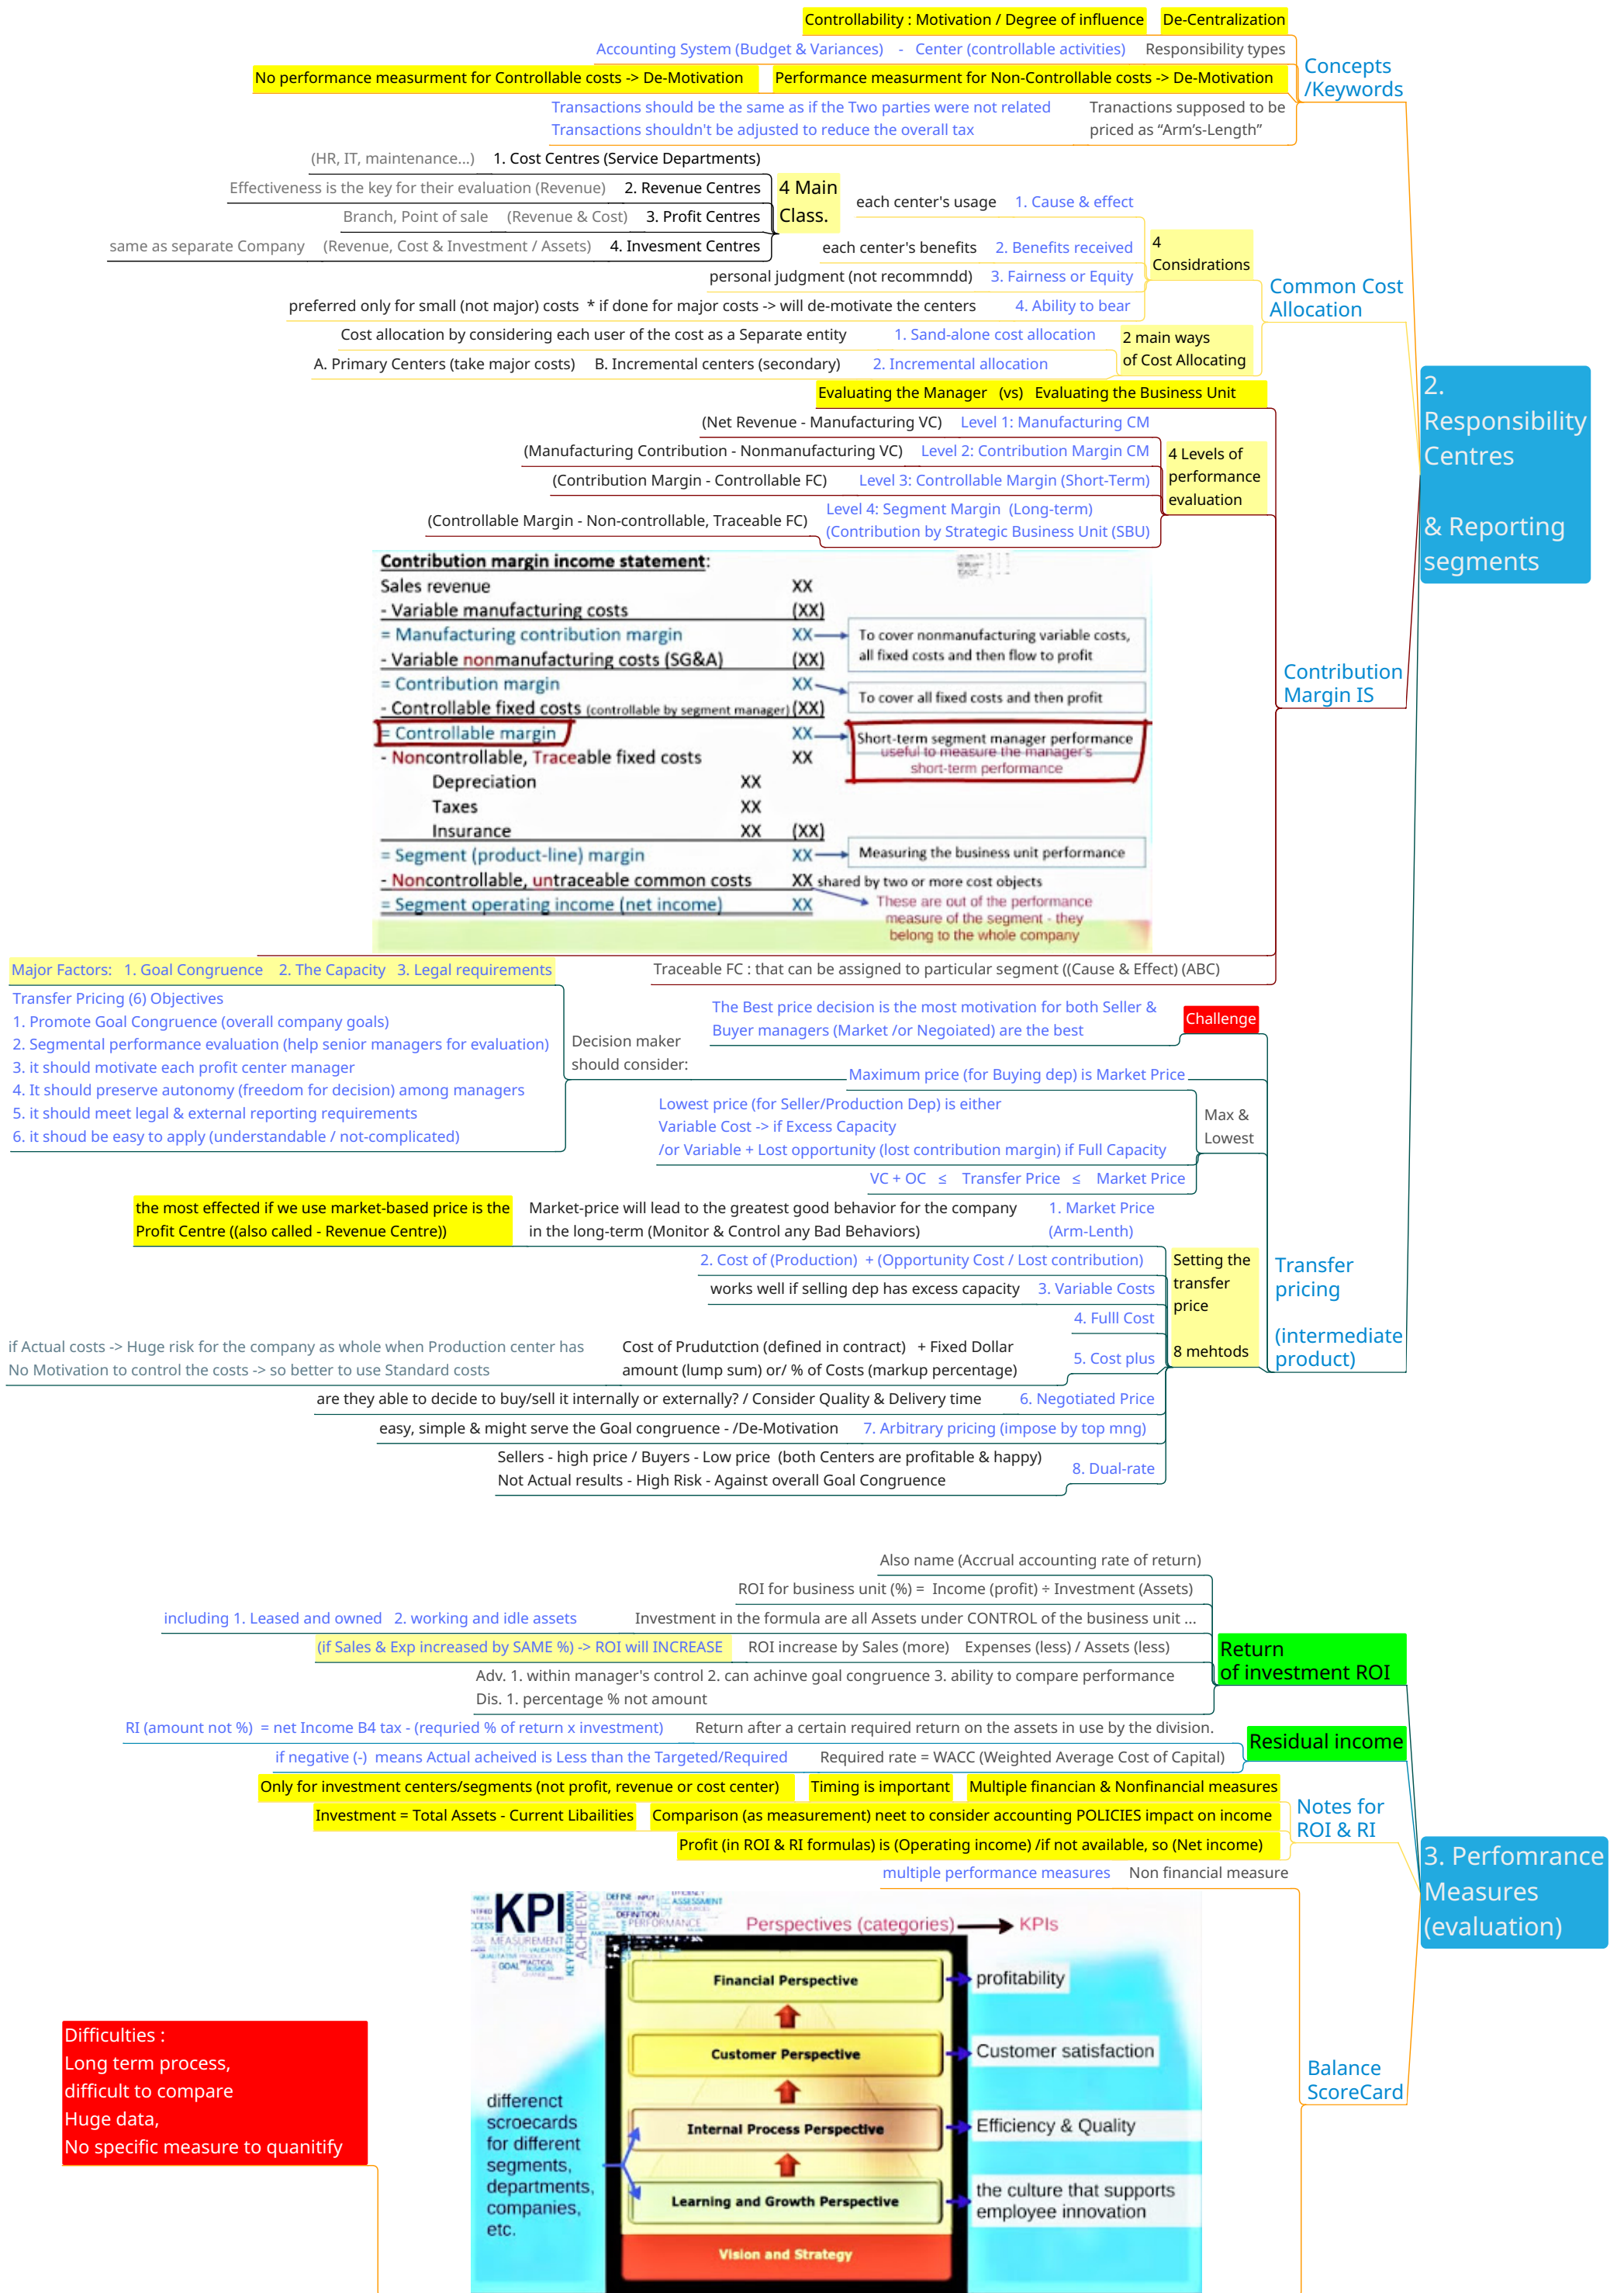 Controllability : Motivation / Degree of influence
De-Centralization
Accounting System (Budget & Variances)   -   Center (controllable activities)
Responsibility types
No performance measurment for Controllable costs -> De-Motivation
Performance measurment for Non-Controllable costs -> De-Motivation
Concepts
/Keywords
Transactions should be the same as if the Two parties were not related
Transactions shouldn't be adjusted to reduce the overall tax
Tranactions supposed to be
priced as “Arm’s-Length”
(HR, IT, maintenance...)
1. Cost Centres (Service Departments)
Effectiveness is the key for their evaluation (Revenue)
2. Revenue Centres
Branch, Point of sale
(Revenue & Cost)
3. Profit Centres
same as separate Company
(Revenue, Cost & Investment / Assets)
4. Invesment Centres
4 Main
Class.
each center's usage
1. Cause & effect
each center's benefits
2. Benefits received
personal judgment (not recommndd)
3. Fairness or Equity
preferred only for small (not major) costs  * if done for major costs -> will de-motivate the centers
4. Ability to bear
4
Considrations
Cost allocation by considering each user of the cost as a Separate entity
1. Sand-alone cost allocation
A. Primary Centers (take major costs)
B. Incremental centers (secondary)
2. Incremental allocation
2 main ways
of Cost Allocating
Common Cost
Allocation
2.
Responsibility
Centres
& Reporting
segments
Evaluating the Manager   (vs)   Evaluating the Business Unit
(Net Revenue - Manufacturing VC)
Level 1: Manufacturing CM
(Manufacturing Contribution - Nonmanufacturing VC)
Level 2: Contribution Margin CM
(Contribution Margin - Controllable FC)
Level 3: Controllable Margin (Short-Term)
(Controllable Margin - Non-controllable, Traceable FC)
Level 4: Segment Margin  (Long-term)
(Contribution by Strategic Business Unit (SBU)
4 Levels of
performance
evaluation
Contribution margin income statement:
Sales revenue XX
- Variable manufacturing costs (XX)
= Manufacturing contribution margin XX
To cover nonmanufacturing variable costs,
all fixed costs and then flow to profit
- Variable nonmanufacturing costs (SG&A) (XX)
= Contribution margin XX
To cover all fixed costs and then profit
- Controllable fixed costs (controllable by segment manager) (XX)
= Controllable margin XX
Short-term segment manager performance
useful to measure the manager's
short-term performance
- Noncontrollable, Traceable fixed costs XX
Depreciation XX
Taxes XX
Insurance XX (XX)
= Segment (product-line) margin XX
Measuring the business unit performance
- Noncontrollable, untraceable common costs XX shared by two or more cost objects
= Segment operating income (net income) XX
These are out of the performance
measure of the segment - they
belong to the whole company
Contribution
Margin IS
Traceable FC : that can be assigned to particular segment ((Cause & Effect) (ABC)
Major Factors:   1. Goal Congruence    2. The Capacity   3. Legal requirements
Transfer Pricing (6) Objectives
1. Promote Goal Congruence (overall company goals)
2. Segmental performance evaluation (help senior managers for evaluation)
3. it should motivate each profit center manager
4. It should preserve autonomy (freedom for decision) among managers
5. it should meet legal & external reporting requirements
6. it shoud be easy to apply (understandable / not-complicated)
Decision maker
should consider:
The Best price decision is the most motivation for both Seller &
Buyer managers (Market /or Negoiated) are the best
Challenge
Maximum price (for Buying dep) is Market Price
Lowest price (for Seller/Production Dep) is either
Variable Cost -> if Excess Capacity
/or Variable + Lost opportunity (lost contribution margin) if Full Capacity
VC + OC   ≤    Transfer Price   ≤    Market Price
Max &
Lowest
the most effected if we use market-based price is the
Profit Centre ((also called - Revenue Centre))
Market-price will lead to the greatest good behavior for the company
in the long-term (Monitor & Control any Bad Behaviors)
1. Market Price
(Arm-Lenth)
2. Cost of (Production)  + (Opportunity Cost / Lost contribution)
works well if selling dep has excess capacity
3. Variable Costs
4. Fulll Cost
if Actual costs -> Huge risk for the company as whole when Production center has
No Motivation to control the costs -> so better to use Standard costs
Cost of Prudutction (defined in contract)   + Fixed Dollar
amount (lump sum) or/ % of Costs (markup percentage)
5. Cost plus
are they able to decide to buy/sell it internally or externally? / Consider Quality & Delivery time
6. Negotiated Price
easy, simple & might serve the Goal congruence - /De-Motivation
7. Arbitrary pricing (impose by top mng)
Sellers - high price / Buyers - Low price  (both Centers are profitable & happy)
Not Actual results - High Risk - Against overall Goal Congruence
8. Dual-rate
Setting the
transfer
price
8 mehtods
Transfer
pricing
(intermediate
product)
Also name (Accrual accounting rate of return)
ROI for business unit (%) =  Income (profit) ÷ Investment (Assets)
including 1. Leased and owned   2. working and idle assets
Investment in the formula are all Assets under CONTROL of the business unit ...
(if Sales & Exp increased by SAME %) -> ROI will INCREASE
ROI increase by Sales (more)    Expenses (less) / Assets (less)
Adv. 1. within manager's control 2. can achinve goal congruence 3. ability to compare performance
Dis. 1. percentage % not amount
Return
of investment ROI
RI (amount not %)  = net Income B4 tax - (requried % of return x investment)
Return after a certain required return on the assets in use by the division.
if negative (-)  means Actual acheived is Less than the Targeted/Required
Required rate = WACC (Weighted Average Cost of Capital)
Residual income
Only for investment centers/segments (not profit, revenue or cost center)
Timing is important
Multiple financian & Nonfinancial measures
Investment = Total Assets - Current Libailities
Comparison (as measurement) neet to consider accounting POLICIES impact on income
Profit (in ROI & RI formulas) is (Operating income) /if not available, so (Net income)
Notes for
ROI & RI
3. Perfomrance
Measures
(evaluation)
multiple performance measures
Non financial measure
KPI
MEASUREMENT
GOAL
DEFINITION
PERFORMANCE
ASSESSMENT
Perspectives (categories) KPIs
Financial Perspective
profitability
Customer Perspective
Customer satisfaction
Internal Process Perspective
Efficiency & Quality
Learning and Growth Perspective
the culture that supports
employee innovation
Vision and Strategy
differenct
scroecards
for different
segments,
departments,
companies,
etc.
Balance
ScoreCard
Difficulties :
Long term process,
difficult to compare
Huge data,
No specific measure to quanitify